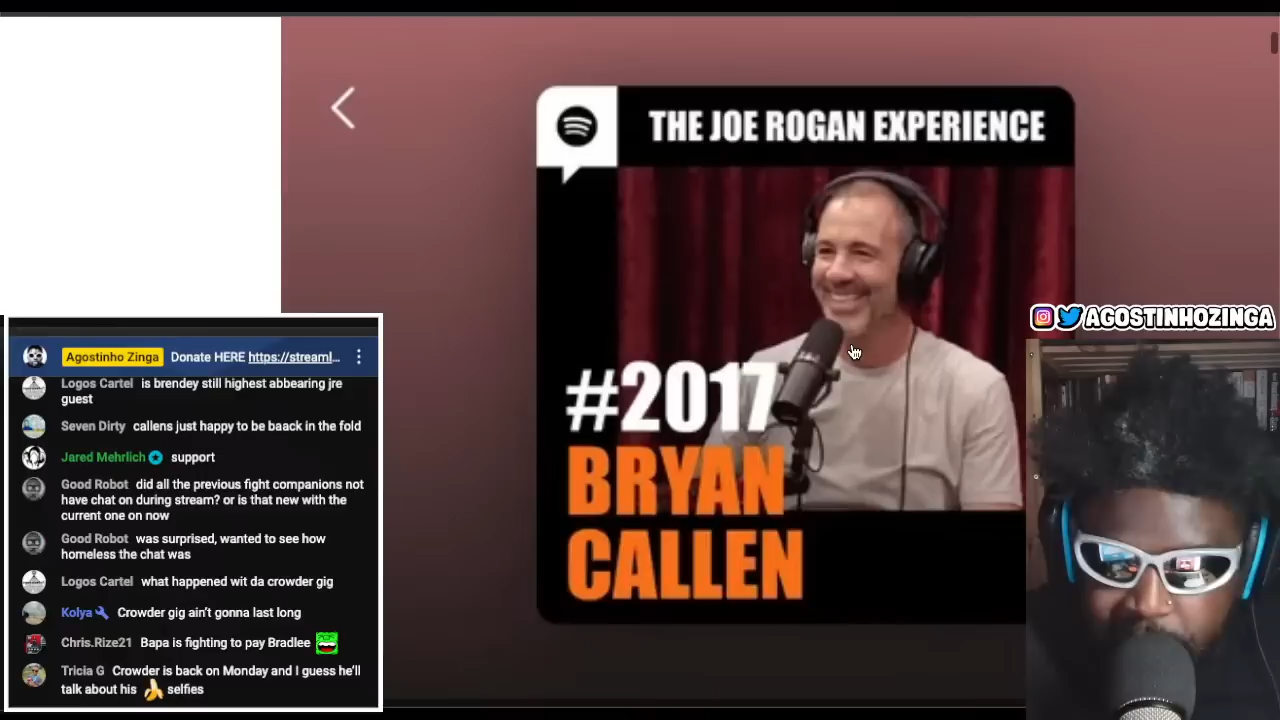 THE JOE ROGAN EXPERIENCE
#2017
BRYAN
CALLEN
AGOSTINHOZINGA
Agostinho Zinga Donate HERE https://streaml...
Logos Cartel is brendey still highest abbearing jre
guest
Seven Dirty callens just happy to be baack in the fold
Jared Mehrlich support
Good Robot did all the previous fight companions not
have chat on during stream? or is that new with the
current one on now
Good Robot was surprised, wanted to see how
homeless the chat was
Logos Cartel what happened wit da crowder gig
Kolya Crowder gig ain't gonna last long
Chris.Rize21 Bapa is fighting to pay Bradlee
Tricia G Crowder is back on Monday and I guess he'll
talk about his 🍌 selfies